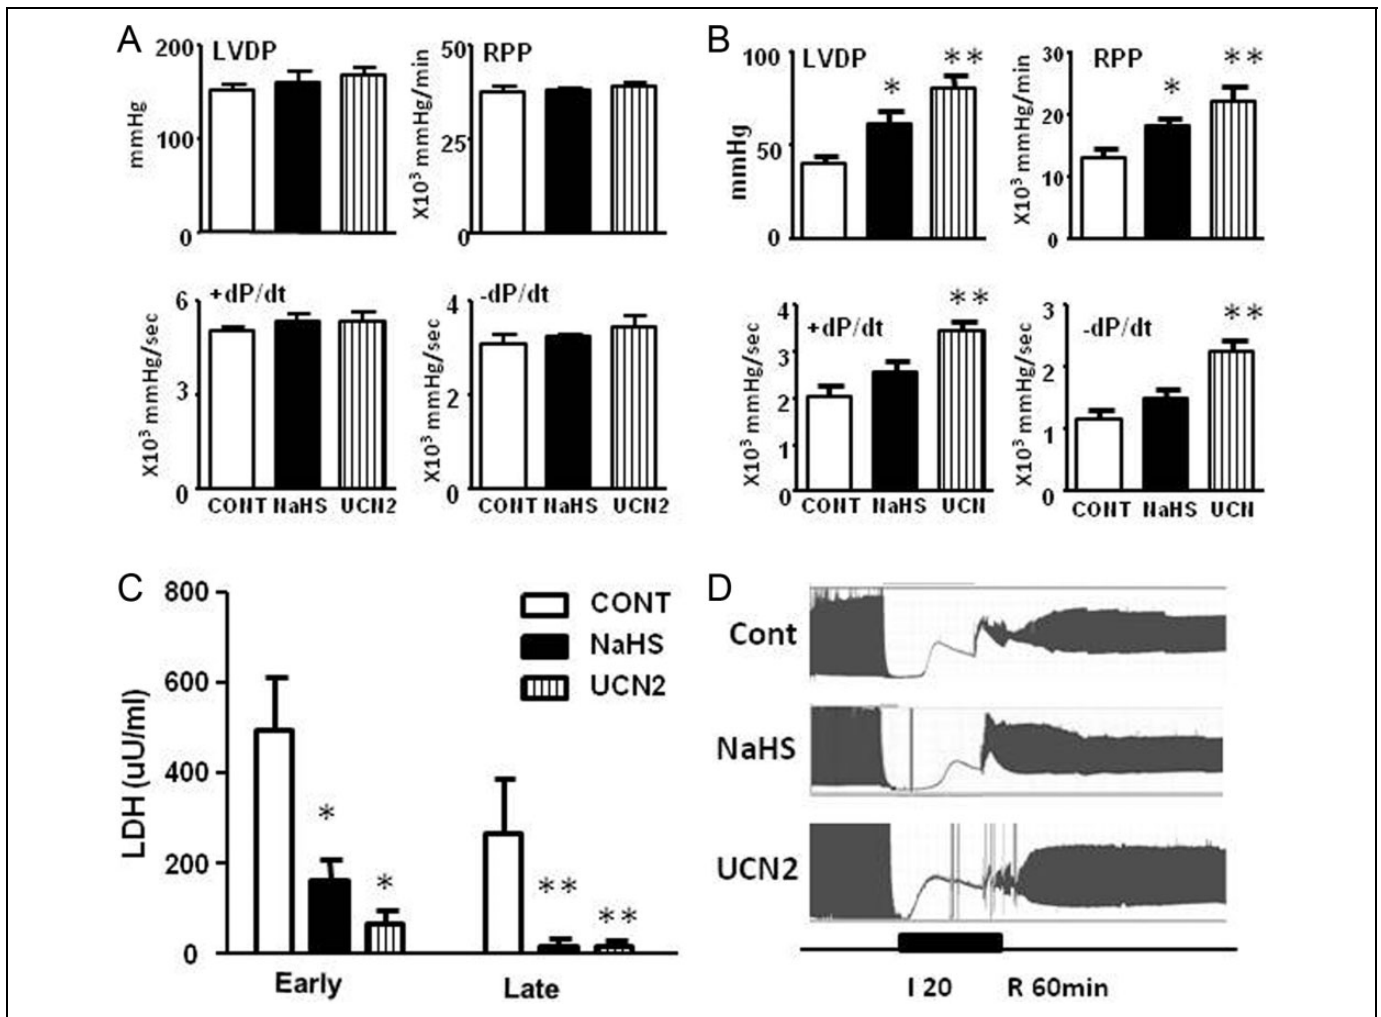 A
LVDP
200
100
0
mmHg
RPP
50
25
0
X10³ mmHg/min
+dP/dt
6
3
0
X10³ mmHg/sec
CONT NaHS UCN2
-dP/dt
4
2
0
X10³ mmHg/sec
CONT NaHS UCN2
B
LVDP
100
50
0
mmHg
*
**
RPP
30
20
10
0
X10³ mmHg/min
*
**
+dP/dt
4
3
2
1
0
X10³ mmHg/sec
**
CONT NaHS UCN
-dP/dt
3
2
1
0
X10³ mmHg/sec
**
CONT NaHS UCN
C
800
600
400
200
0
LDH (uU/ml)
CONT
NaHS
UCN2
*
*
**
**
Early
Late
D
Cont
NaHS
UCN2
I 20 R 60min